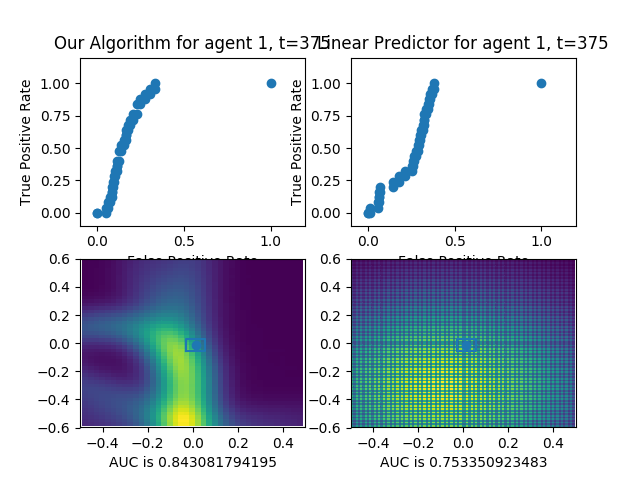 Our Algorithm for agent 1, t=375
Linear Predictor for agent 1, t=375
True Positive Rate
1.00
0.75
0.50
0.25
0.00
0.0 0.5 1.0
False Positive Rate
True Positive Rate
1.00
0.75
0.50
0.25
0.00
0.0 0.5 1.0
False Positive Rate
0.6
0.4
0.2
0.0
−0.2
−0.4
−0.6
−0.4 −0.2 0.0 0.2 0.4
AUC is 0.843081794195
0.6
0.4
0.2
0.0
−0.2
−0.4
−0.6
−0.4 −0.2 0.0 0.2 0.4
AUC is 0.753350923483